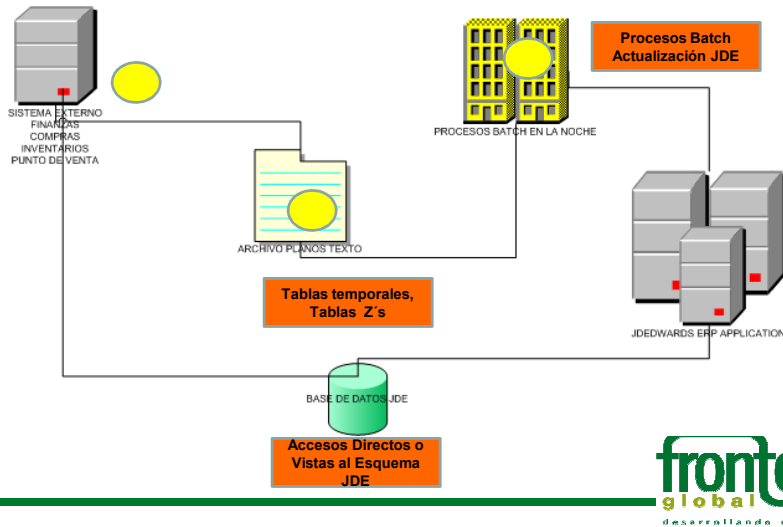 Procesos Batch
Actualización JDE
SISTEMA EXTERNO
FINANZAS
COMPRAS
INVENTARIOS
PUNTO DE VENTA
PROCESOS BATCH EN LA NOCHE
ARCHIVO PLANOS TEXTO
Tablas temporales,
Tablas Z´s
JDEDWARDS ERP APPLICATION
BASE DE DATOS JDE
Accesos Directos o
Vistas al Esquema
JDE
global
desarrollando